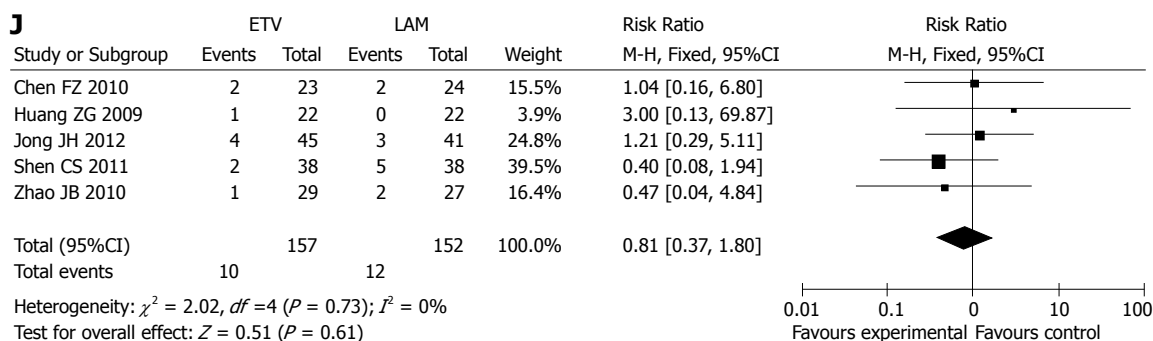 J
ETV LAM Risk Ratio Risk Ratio
Study or Subgroup Events Total Events Total Weight M-H, Fixed, 95%CI M-H, Fixed, 95%CI
Chen FZ 2010 2 23 2 24 15.5% 1.04 [0.16, 6.80]
Huang ZG 2009 1 22 0 22 3.9% 3.00 [0.13, 69.87]
Jong JH 2012 4 45 3 41 24.8% 1.21 [0.29, 5.11]
Shen CS 2011 2 38 5 38 39.5% 0.40 [0.08, 1.94]
Zhao JB 2010 1 29 2 27 16.4% 0.47 [0.04, 4.84]
Total (95%CI) 157 152 100.0% 0.81 [0.37, 1.80]
Total events 10 12
Heterogeneity: χ² = 2.02, df =4 (P = 0.73); I² = 0%
Test for overall effect: Z = 0.51 (P = 0.61)
0.01 0.1 0 10 100
Favours experimental Favours control